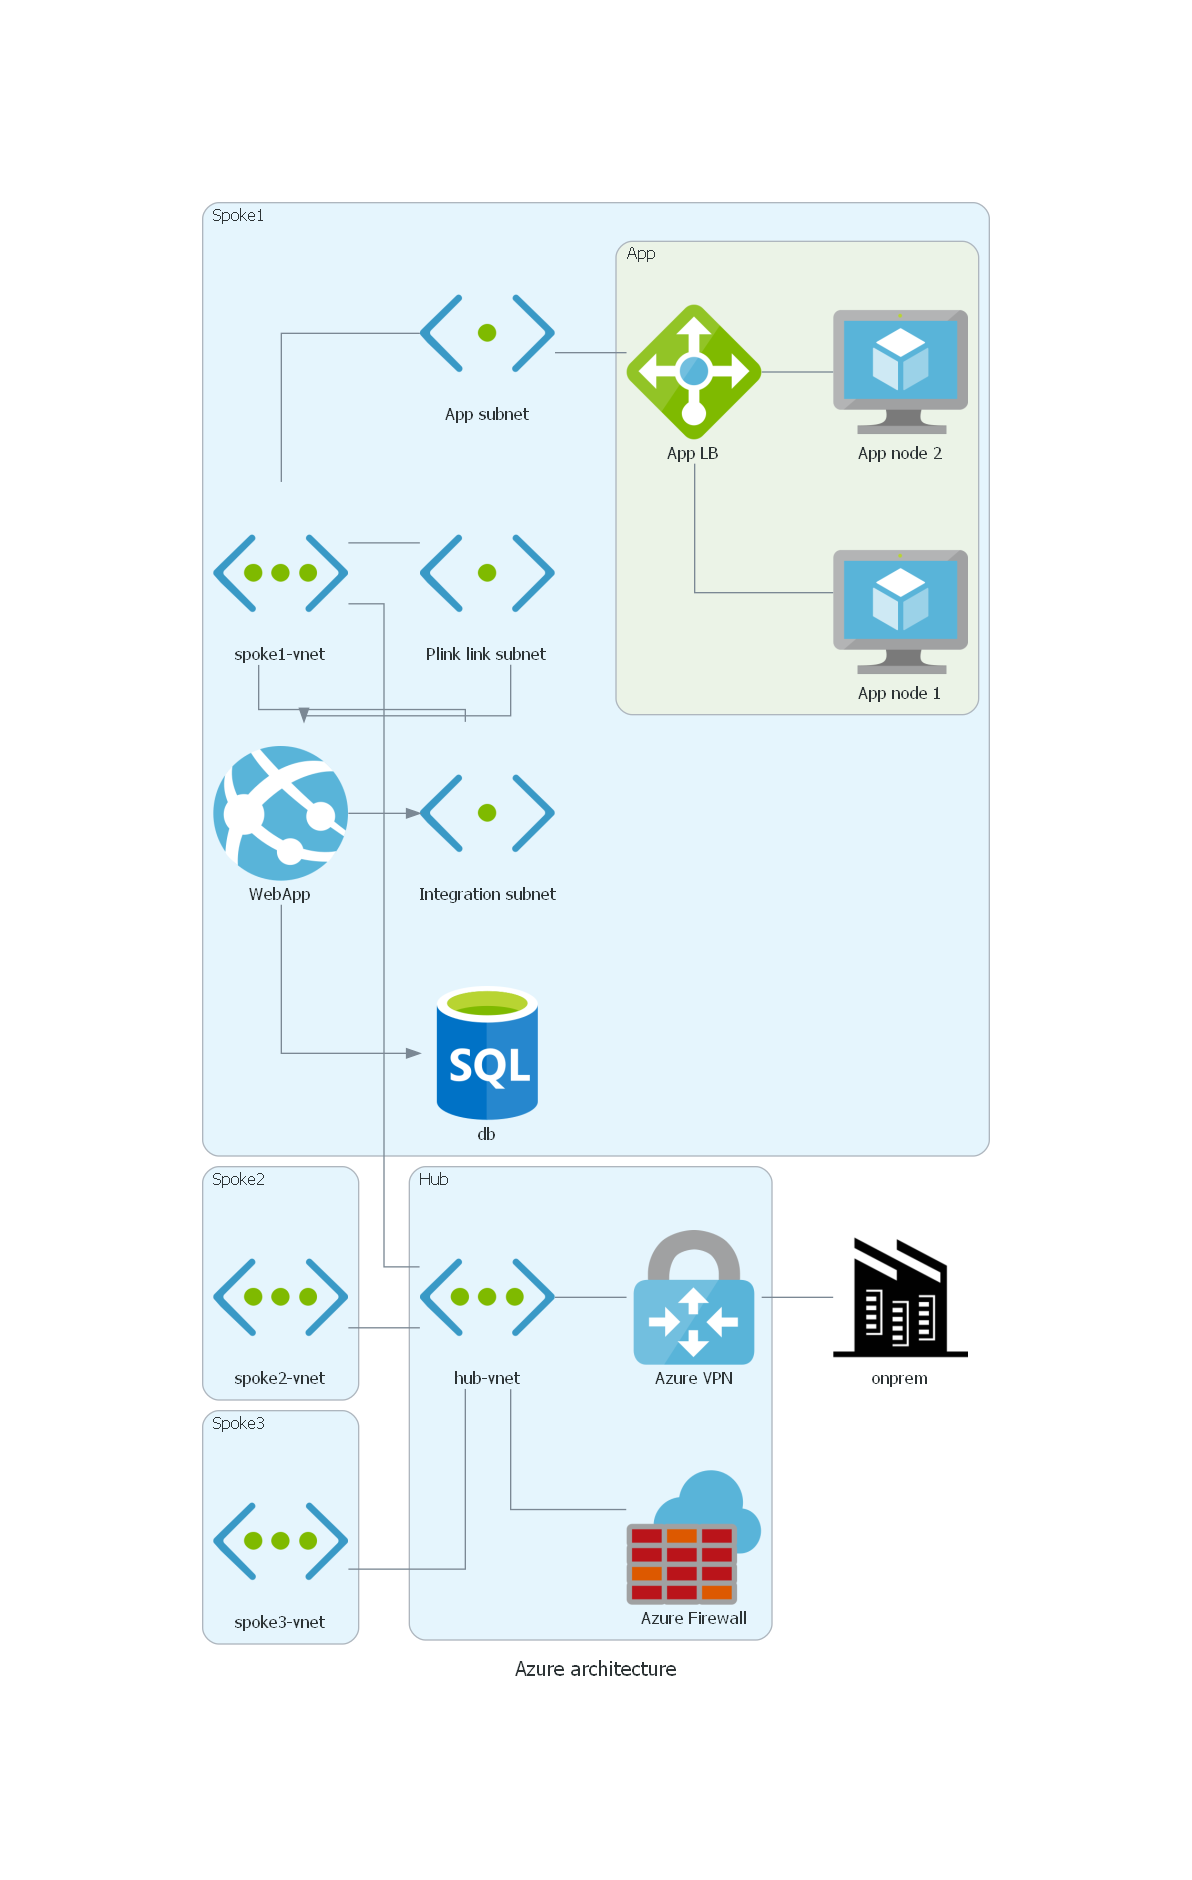 Spoke1
App
App subnet
App LB
App node 2
spoke1-vnet
Plink link subnet
App node 1
WebApp
Integration subnet
SQL
db
Spoke2
Hub
spoke2-vnet
hub-vnet
Azure VPN
onprem
Spoke3
spoke3-vnet
Azure Firewall
Azure architecture